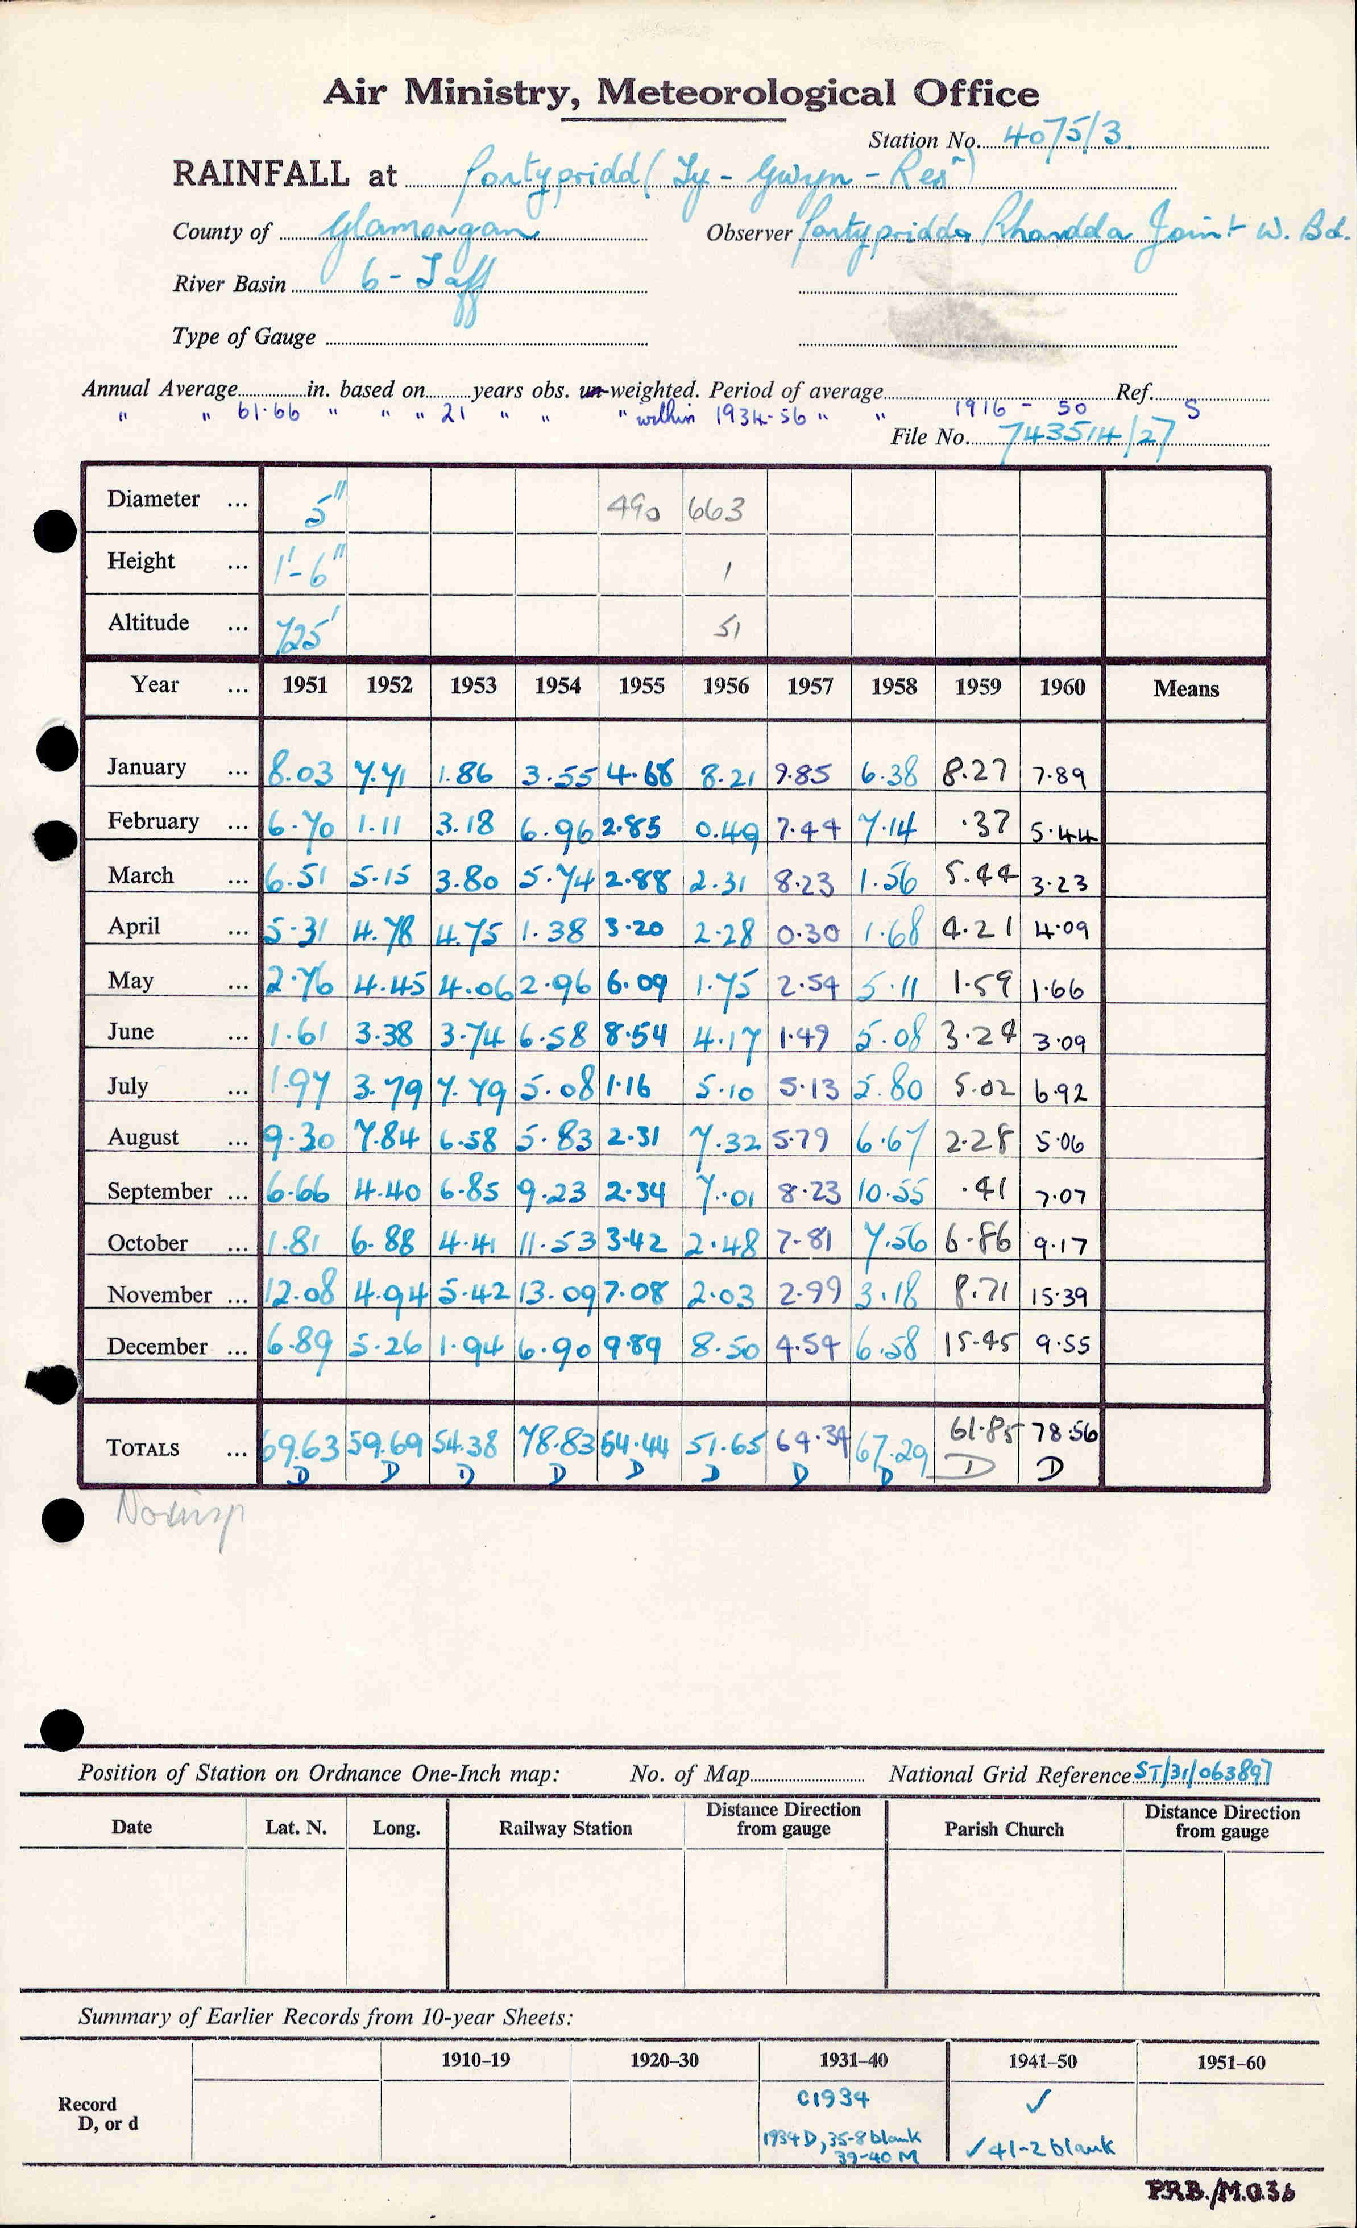 Air Ministry, Meteorological Office
Station No. 4075/3
RAINFALL at Pontypridd (Ty - Gwyn - Resr)
County of Glamorgan Observer Pontypridd & Rhondda Joint W. Bd.
River Basin 6 - Taff
Type of Gauge
Annual Average in. based on years obs. un-weighted. Period of average Ref.
" " 61.66 " " " 21 " " " within 1934-56 " " 1916 - 50 S
File No. 743514/27
Diameter ... 5" 490 663
Height ... 1'-6" 1
Altitude ... 725' 51
Year ... 1951 1952 1953 1954 1955 1956 1957 1958 1959 1960 Means
January ... 8.03 7.71 1.86 3.55 4.68 8.21 9.85 6.38 8.27 7.89
February ... 6.70 1.11 3.18 6.96 2.85 0.49 7.44 7.14 .37 5.44
March ... 6.51 5.15 3.80 5.74 2.88 2.31 8.23 1.56 5.44 3.23
April ... 5.31 4.78 4.75 1.38 3.20 2.28 0.30 1.68 4.21 4.09
May ... 2.76 4.45 4.06 2.96 6.09 1.75 2.54 5.11 1.59 1.66
June ... 1.61 3.38 3.74 6.58 8.54 4.17 1.49 5.08 3.24 3.09
July ... 1.97 3.79 7.79 5.08 1.16 5.10 5.13 5.80 5.02 6.92
August ... 9.30 7.84 6.58 5.83 2.31 7.32 5.79 6.67 2.28 5.06
September ... 6.66 4.40 6.85 9.23 2.34 7.01 8.23 10.55 .41 7.07
October ... 1.81 6.88 4.41 11.53 3.42 2.48 7.81 7.56 6.86 9.17
November ... 12.08 4.94 5.42 13.09 7.08 2.03 2.99 3.18 8.71 15.39
December ... 6.89 5.26 1.94 6.90 9.89 8.50 4.54 6.58 15.45 9.55
TOTALS ... 69.63 59.69 54.38 78.83 54.44 51.65 64.34 67.29 61.85 78.56
D D D D D D D D D D
No insp
Position of Station on Ordnance One-Inch map: No. of Map National Grid Reference ST/31/063897
Date Lat. N. Long. Railway Station Distance Direction from gauge Parish Church Distance Direction from gauge
Summary of Earlier Records from 10-year Sheets:
1910–19 1920–30 1931–40 1941–50 1951–60
Record D, or d
C1934 ✓
1934 D, 35-8 blank ✓ 41-2 blank
39-40 M
P.R.B./M.O.36